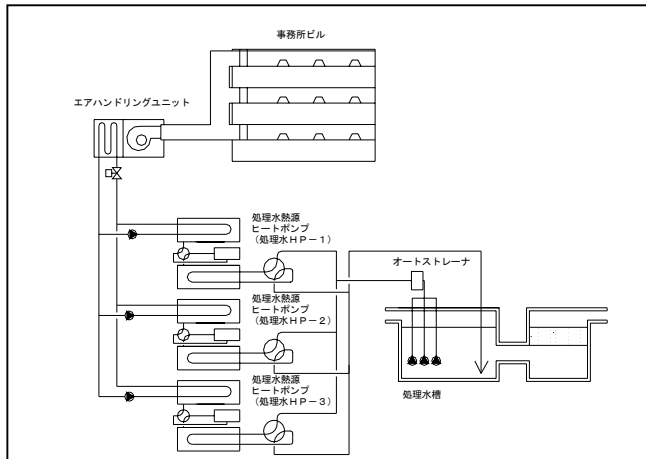 事務所ビル
エアハンドリングユニット
処理水熱源
ヒートポンプ
(処理水HP-1)
オートストレーナ
処理水熱源
ヒートポンプ
(処理水HP-2)
処理水熱源
ヒートポンプ
(処理水HP-3)
処理水槽